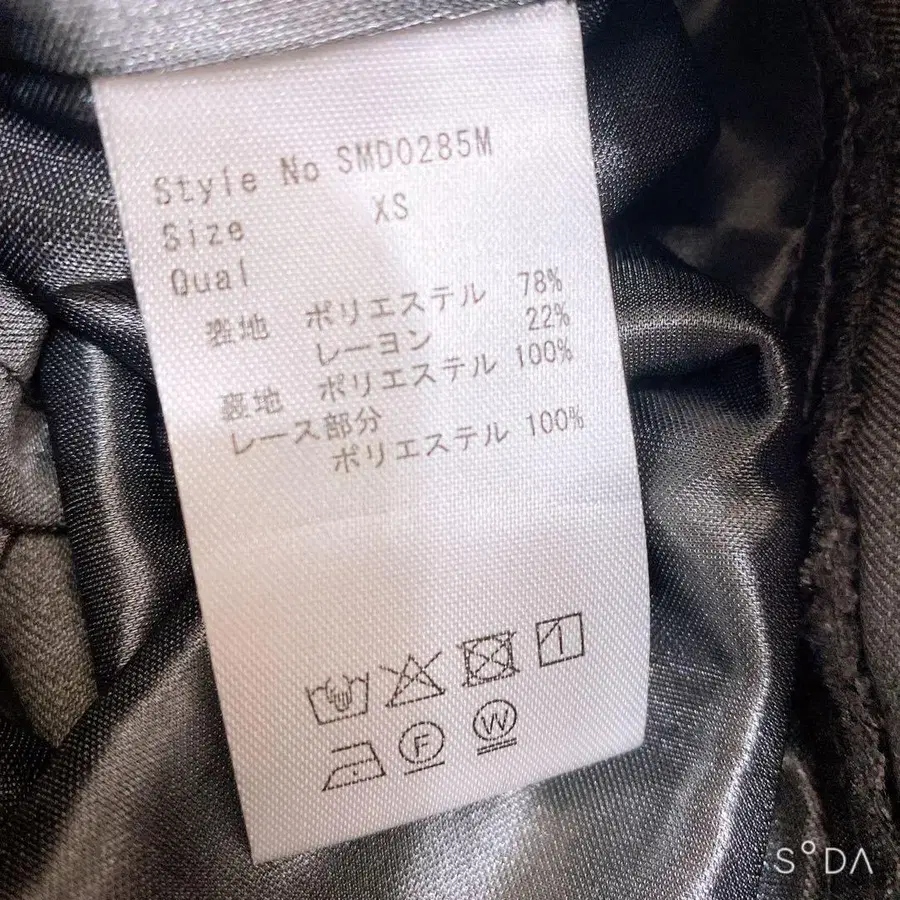 Style No SMD0285M
Size XS
Qual
表地 ポリエステル 78%
レーヨン 22%
裏地 ポリエステル 100%
レース部分
ポリエステル 100%
F W
S°DA